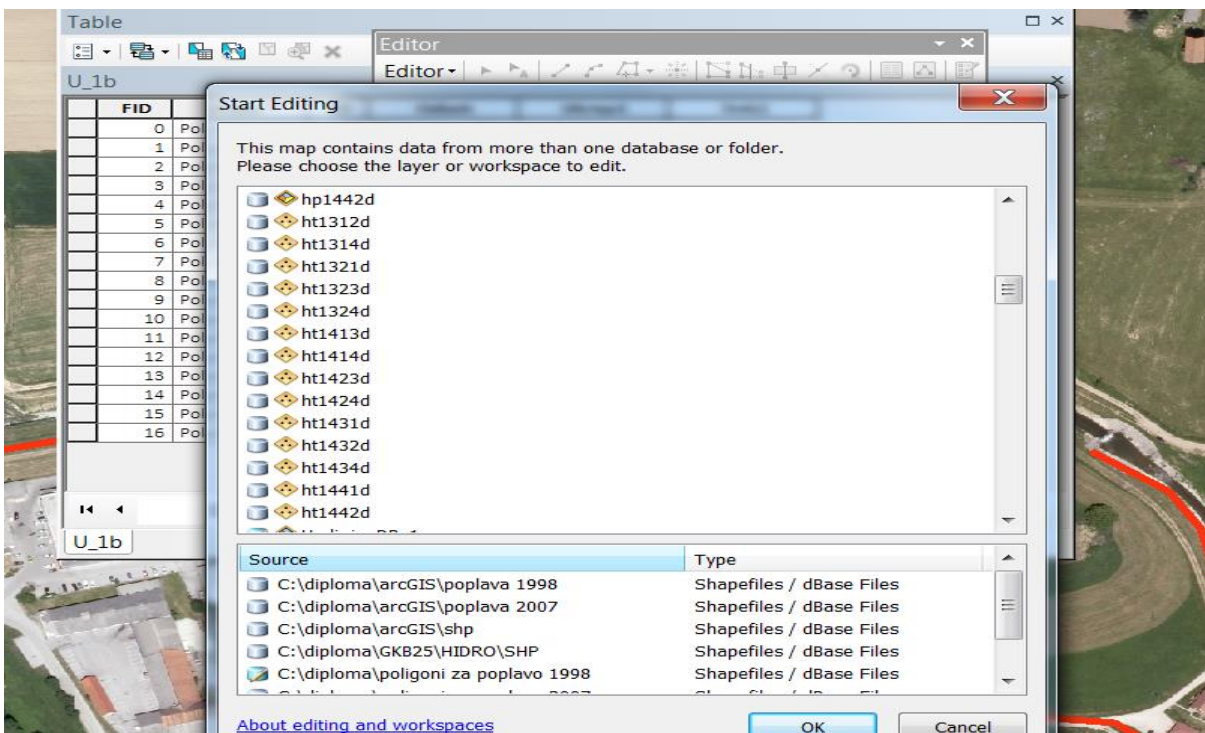 Table
Editor
Editor
U_1b
FID
Start Editing
0 Pol
1 Pol
2 Pol
3 Pol
4 Pol
5 Pol
6 Pol
7 Pol
8 Pol
9 Pol
10 Pol
11 Pol
12 Pol
13 Pol
14 Pol
15 Pol
16 Pol
U_1b
This map contains data from more than one database or folder.
Please choose the layer or workspace to edit.
hp1442d
ht1312d
ht1314d
ht1321d
ht1323d
ht1324d
ht1413d
ht1414d
ht1423d
ht1424d
ht1431d
ht1432d
ht1434d
ht1441d
ht1442d
Source Type
C:\diploma\arcGIS\poplava 1998 Shapefiles / dBase Files
C:\diploma\arcGIS\poplava 2007 Shapefiles / dBase Files
C:\diploma\arcGIS\shp Shapefiles / dBase Files
C:\diploma\GKB25\HIDRO\SHP Shapefiles / dBase Files
C:\diploma\poligoni za poplavo 1998 Shapefiles / dBase Files
About editing and workspaces
OK Cancel